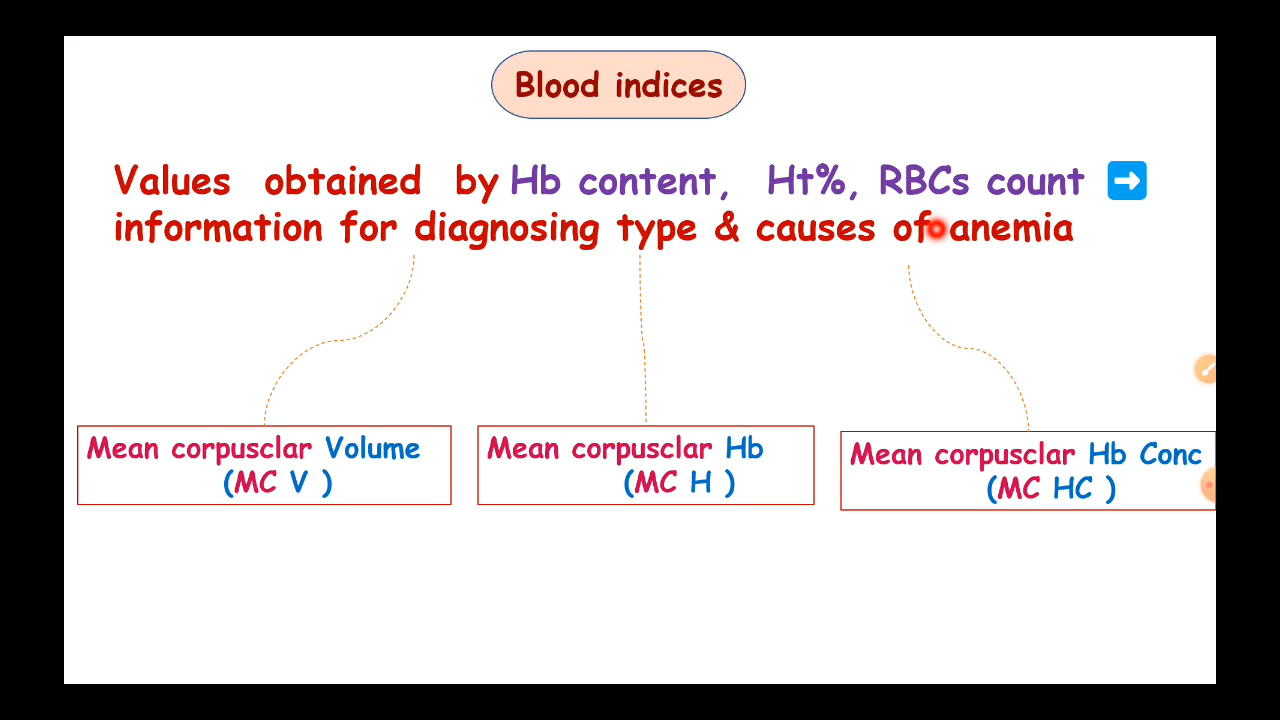 Blood indices
Values obtained by Hb content, Ht%, RBCs count ➡
information for diagnosing type & causes of anemia
Mean corpusclar Volume
(MC V )
Mean corpusclar Hb
(MC H )
Mean corpusclar Hb Conc
(MC HC )